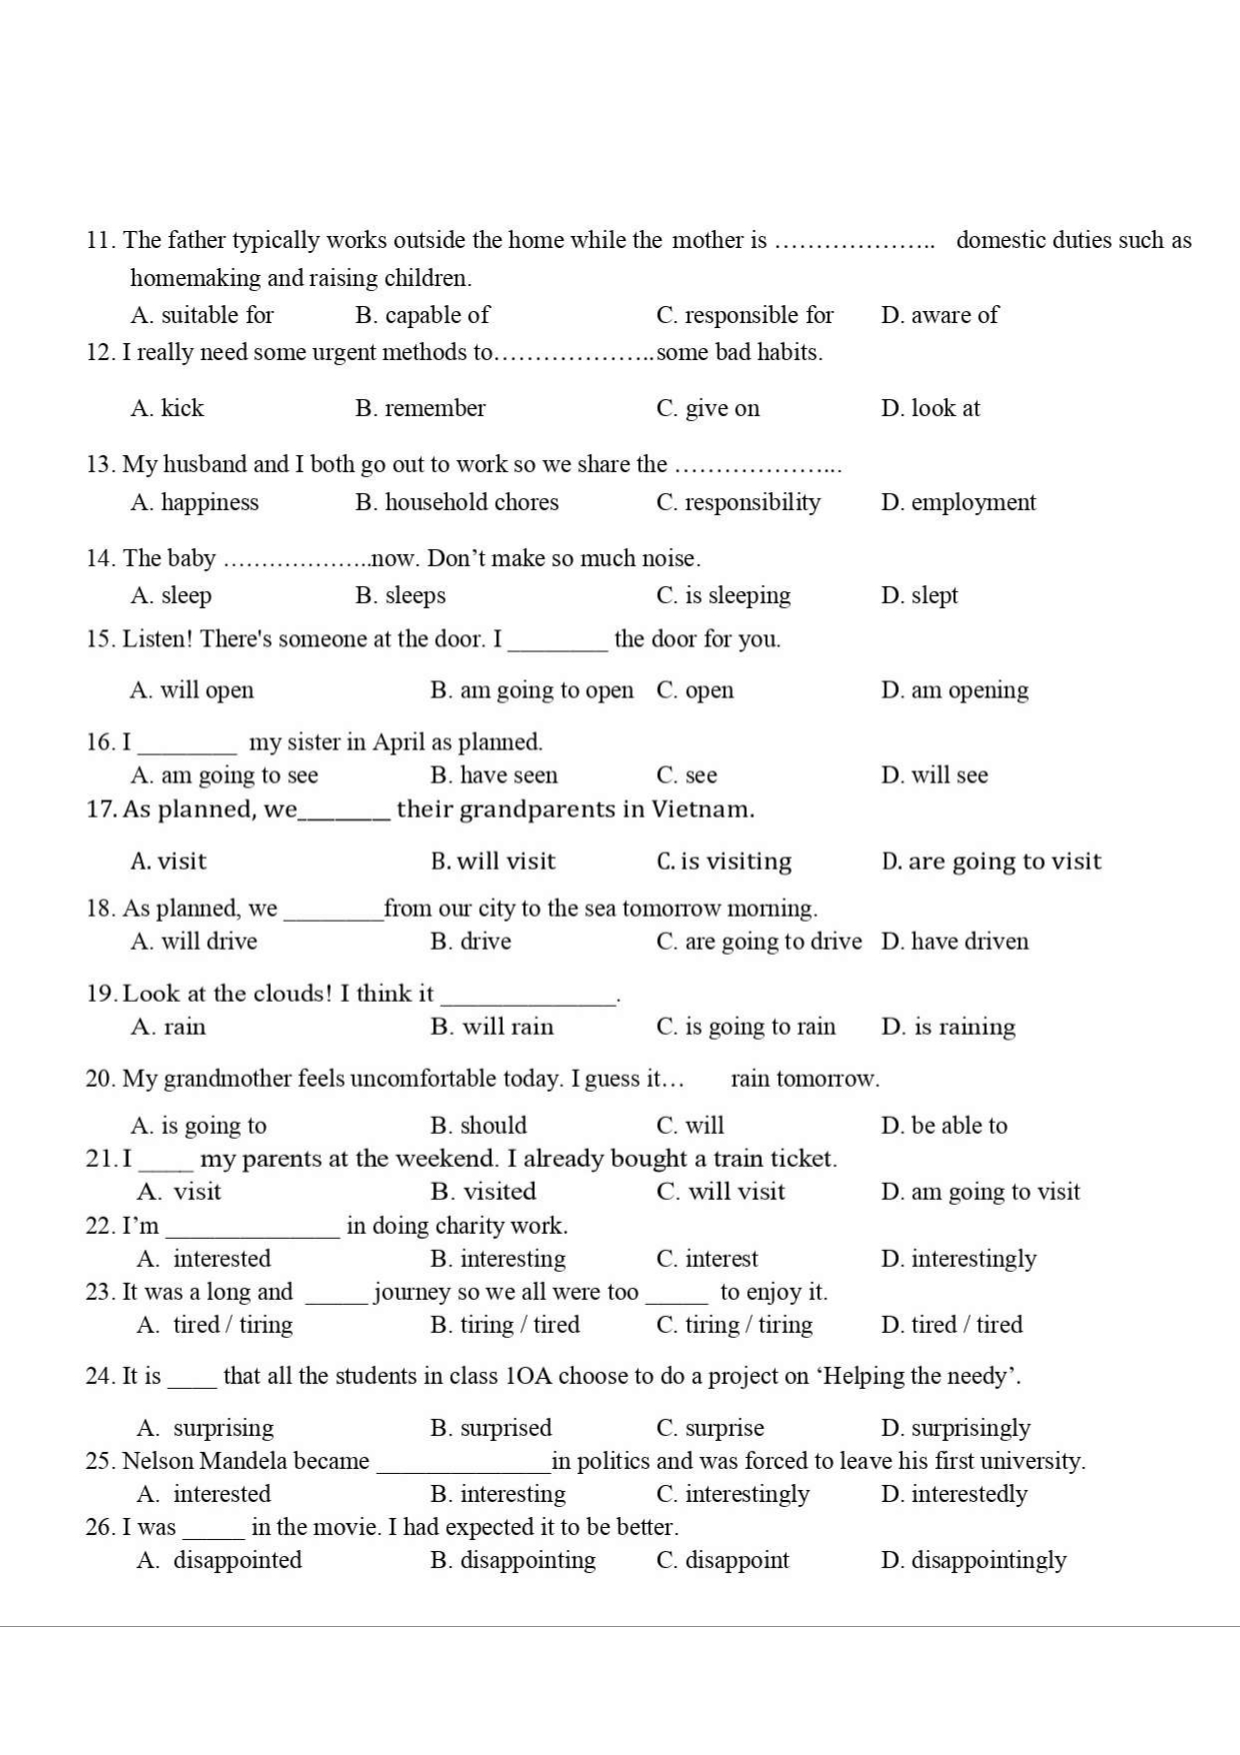 11. The father typically works outside the home while the mother is ………………….. domestic duties such as
homemaking and raising children.
A. suitable for B. capable of C. responsible for D. aware of
12. I really need some urgent methods to………………….some bad habits.
A. kick B. remember C. give on D. look at
13. My husband and I both go out to work so we share the …………………..
A. happiness B. household chores C. responsibility D. employment
14. The baby ………………...now. Don’t make so much noise.
A. sleep B. sleeps C. is sleeping D. slept
15. Listen! There's someone at the door. I ________ the door for you.
A. will open B. am going to open C. open D. am opening
16. I ________ my sister in April as planned.
A. am going to see B. have seen C. see D. will see
17. As planned, we_______ their grandparents in Vietnam.
A. visit B. will visit C. is visiting D. are going to visit
18. As planned, we ________from our city to the sea tomorrow morning.
A. will drive B. drive C. are going to drive D. have driven
19. Look at the clouds! I think it ______________.
A. rain B. will rain C. is going to rain D. is raining
20. My grandmother feels uncomfortable today. I guess it… rain tomorrow.
A. is going to B. should C. will D. be able to
21. I ____ my parents at the weekend. I already bought a train ticket.
A. visit B. visited C. will visit D. am going to visit
22. I’m ______________ in doing charity work.
A. interested B. interesting C. interest D. interestingly
23. It was a long and _____ journey so we all were too _____ to enjoy it.
A. tired / tiring B. tiring / tired C. tiring / tiring D. tired / tired
24. It is ____ that all the students in class 1OA choose to do a project on ‘Helping the needy’.
A. surprising B. surprised C. surprise D. surprisingly
25. Nelson Mandela became ______________in politics and was forced to leave his first university.
A. interested B. interesting C. interestingly D. interestedly
26. I was _____ in the movie. I had expected it to be better.
A. disappointed B. disappointing C. disappoint D. disappointingly